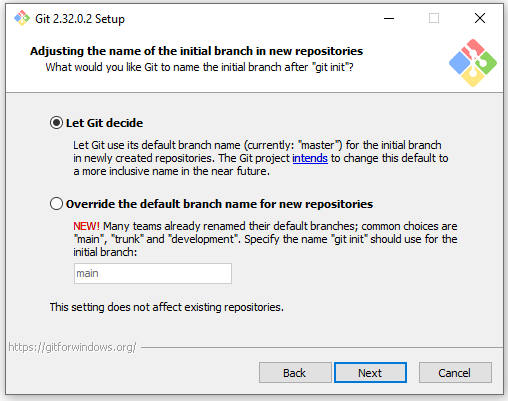 Git 2.32.0.2 Setup
Adjusting the name of the initial branch in new repositories
What would you like Git to name the initial branch after "git init"?
Let Git decide
Let Git use its default branch name (currently: "master") for the initial branch
in newly created repositories. The Git project intends to change this default to
a more inclusive name in the near future.
Override the default branch name for new repositories
NEW! Many teams already renamed their default branches; common choices are
"main", "trunk" and "development". Specify the name "git init" should use for the
initial branch:
main
This setting does not affect existing repositories.
https://gitforwindows.org/
Back
Next
Cancel